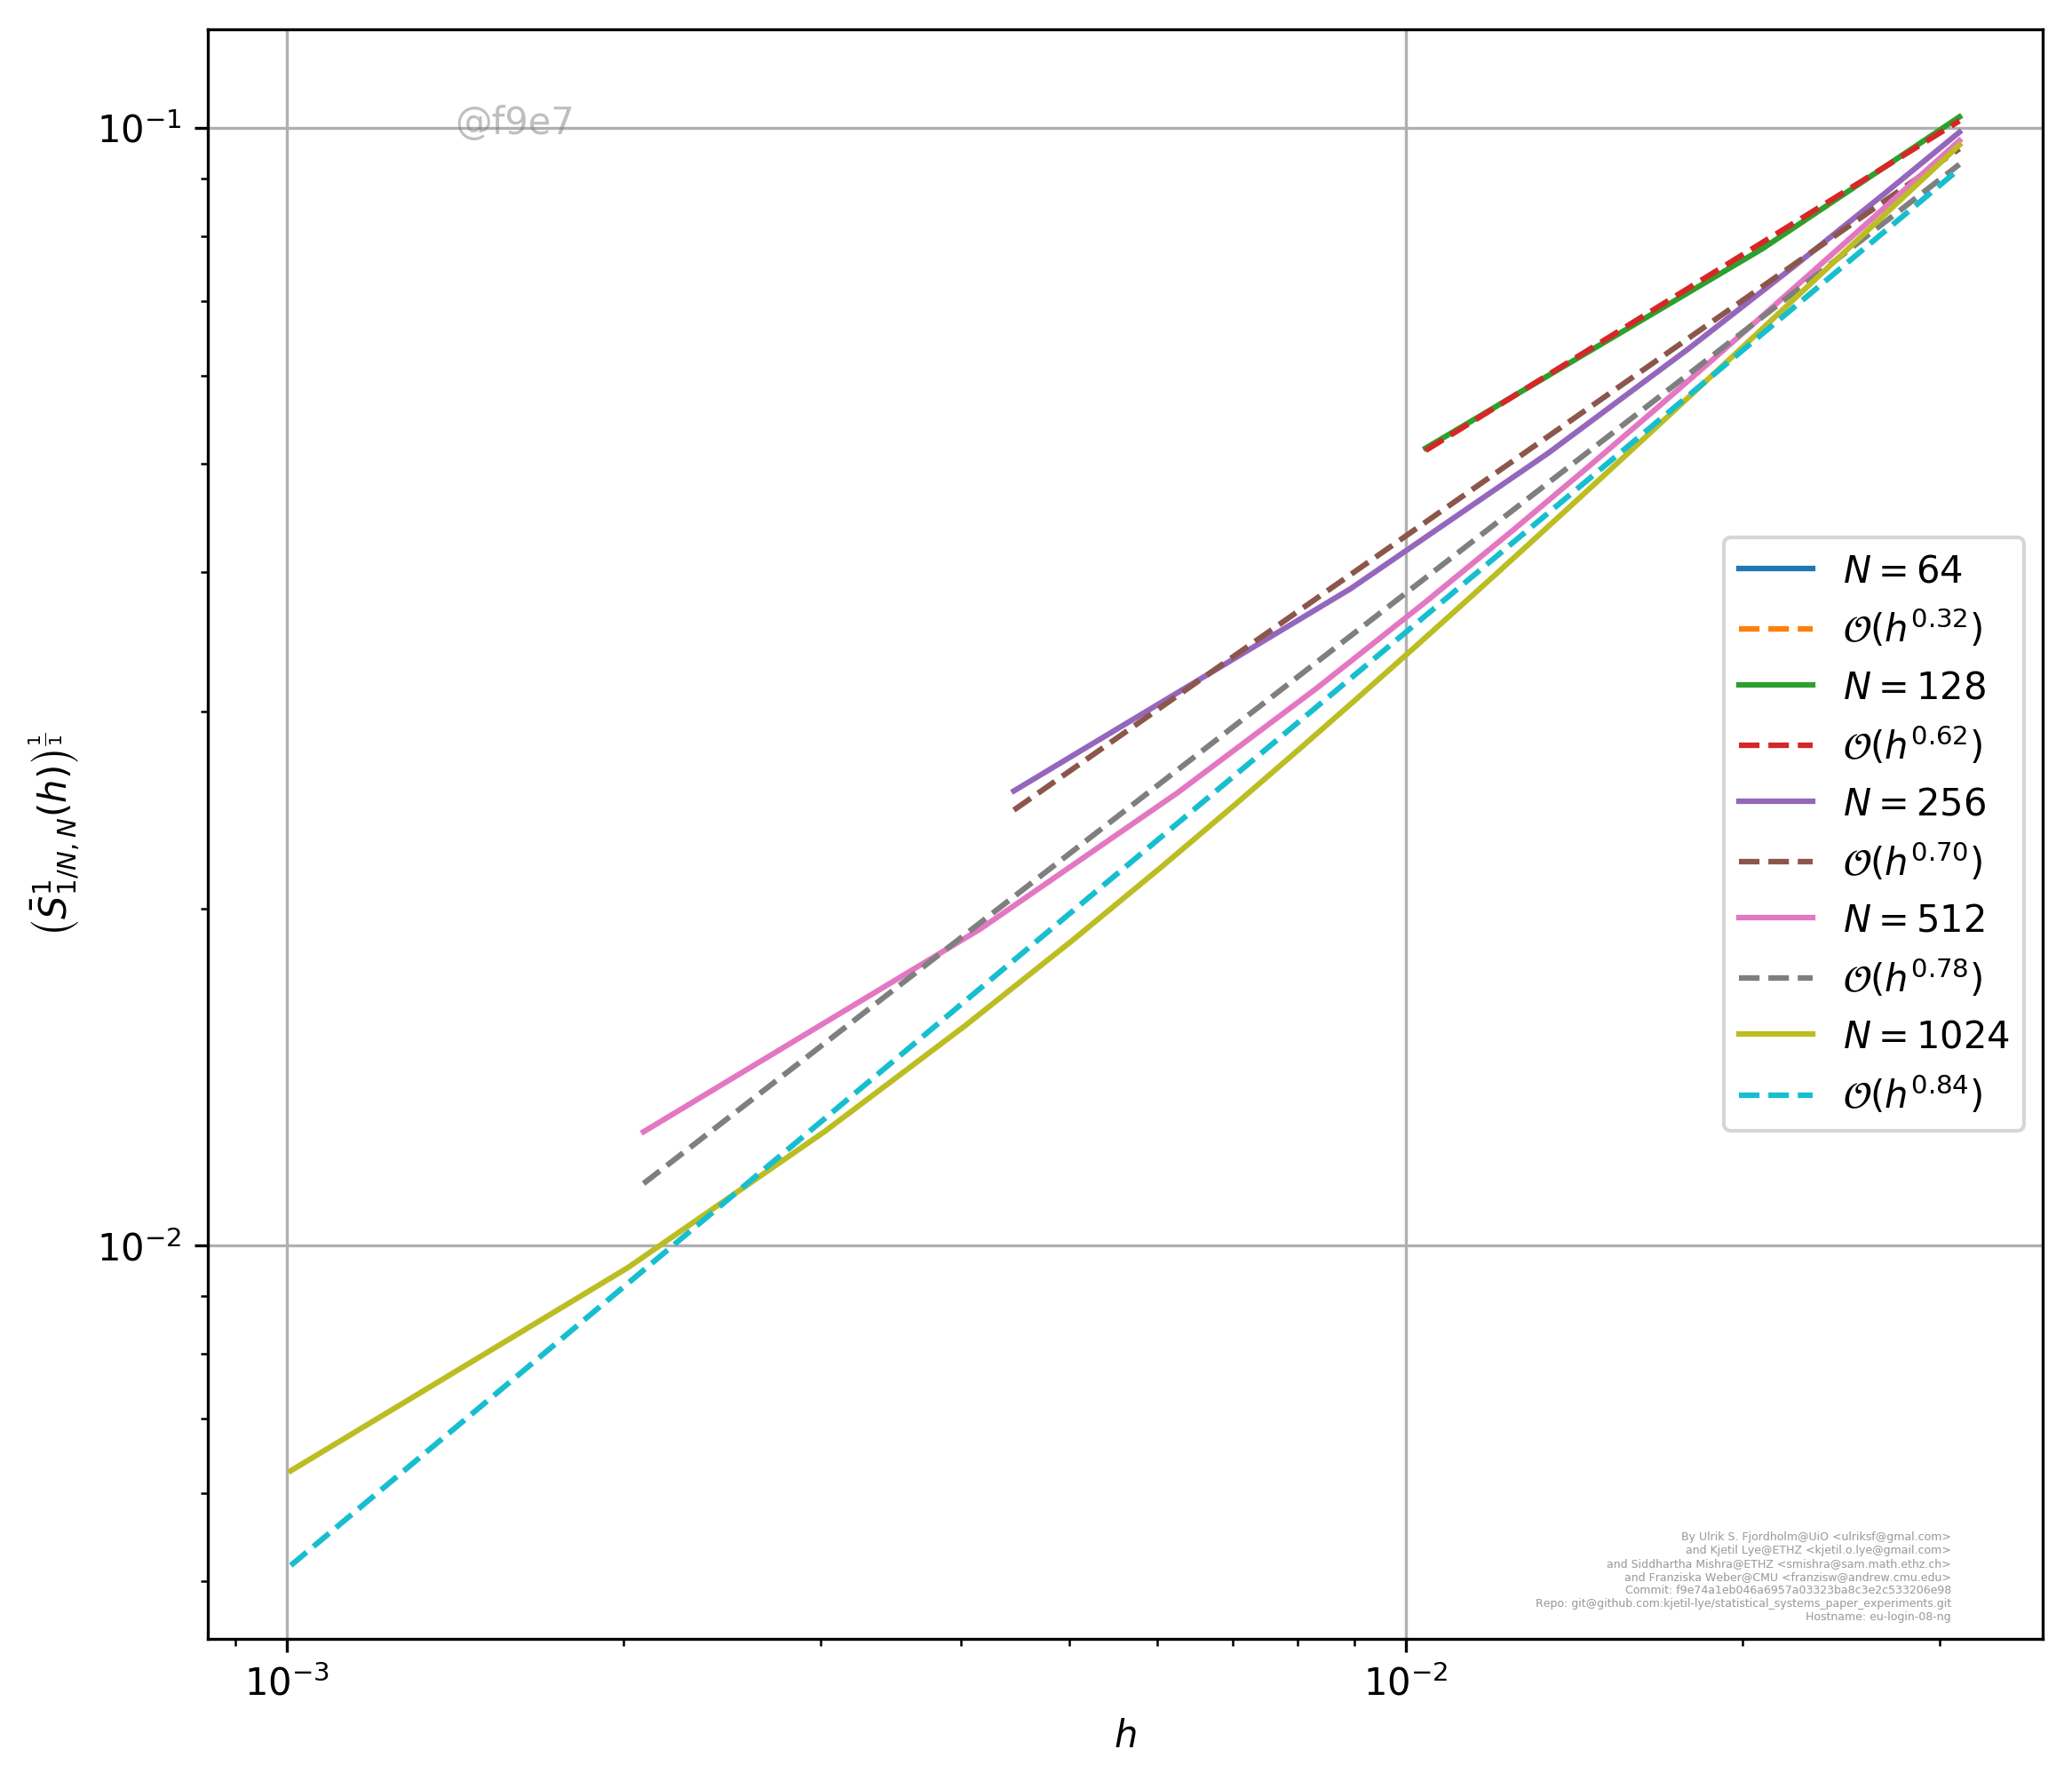 @f9e7
10⁻¹
10⁻²
(S̄¹₁/N, N(h))^(1/1)
N = 64
𝒪(h^0.32)
N = 128
𝒪(h^0.62)
N = 256
𝒪(h^0.70)
N = 512
𝒪(h^0.78)
N = 1024
𝒪(h^0.84)
By Ulrik S. Fjordholm@UiO <ulriksf@gmal.com>
and Kjetil Lye@ETHZ <kjetil.o.lye@gmail.com>
and Siddhartha Mishra@ETHZ <smishra@sam.math.ethz.ch>
and Franziska Weber@CMU <franzisw@andrew.cmu.edu>
Commit: f9e74a1eb046a6957a03323ba8c3e2c533206e98
Repo: git@github.com:kjetil-lye/statistical_systems_paper_experiments.git
Hostname: eu-login-08-ng
10⁻³
10⁻²
h